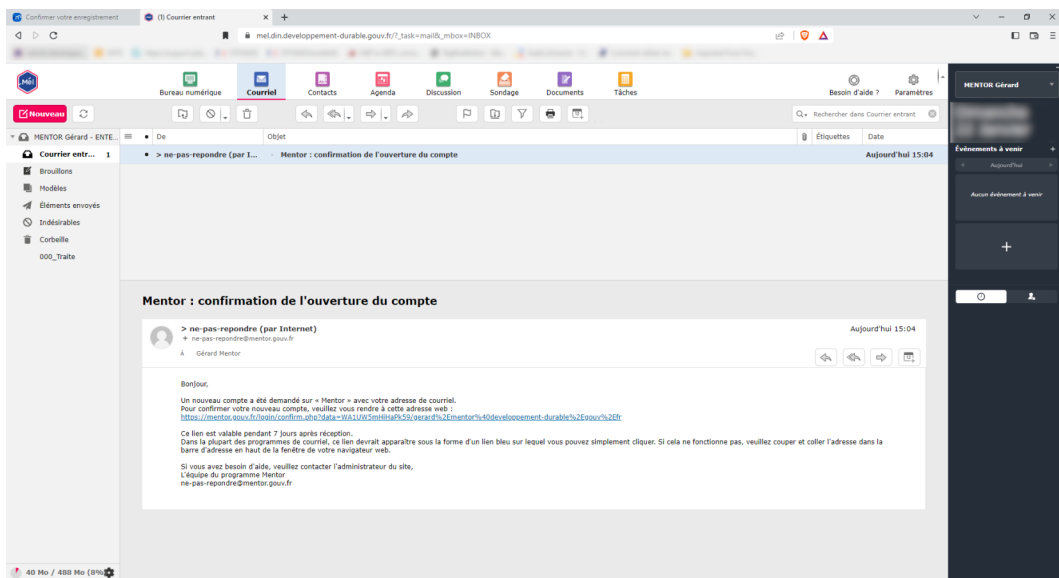 Confirmer votre enregistrement
(1) Courrier entrant
mel.din.developpement-durable.gouv.fr/?_task=mail&_mbox=INBOX
Mél
Bureau numérique
Courriel
Contacts
Agenda
Discussion
Sondage
Documents
Tâches
Besoin d'aide ?
Paramètres
MENTOR Gérard
Nouveau
Rechercher dans Courrier entrant
MENTOR Gérard - ENTE...
De
Objet
Étiquettes
Date
Évènements à venir
Courrier entr... 1
> ne-pas-repondre (par I...
Mentor : confirmation de l'ouverture du compte
Aujourd'hui 15:04
Aujourd'hui
Brouillons
Modèles
Éléments envoyés
Aucun évènement à venir
Indésirables
Corbeille
000_Traite
Mentor : confirmation de l'ouverture du compte
> ne-pas-repondre (par Internet)
Aujourd'hui 15:04
+ ne-pas-repondre@mentor.gouv.fr
À Gérard Mentor
Bonjour,
Un nouveau compte a été demandé sur « Mentor » avec votre adresse de courriel.
Pour confirmer votre nouveau compte, veuillez vous rendre à cette adresse web :
https://mentor.gouv.fr/login/confirm.php?data=WA1UW5mHiHaPk59/gerard%2Ementor%40developpement-durable%2Egouv%2Efr
Ce lien est valable pendant 7 jours après réception.
Dans la plupart des programmes de courriel, ce lien devrait apparaître sous la forme d'un lien bleu sur lequel vous pouvez simplement cliquer. Si cela ne fonctionne pas, veuillez couper et coller l'adresse dans la
barre d'adresse en haut de la fenêtre de votre navigateur web.
Si vous avez besoin d'aide, veuillez contacter l'administrateur du site,
L'équipe du programme Mentor
ne-pas-repondre@mentor.gouv.fr
40 Mo / 488 Mo (8%)